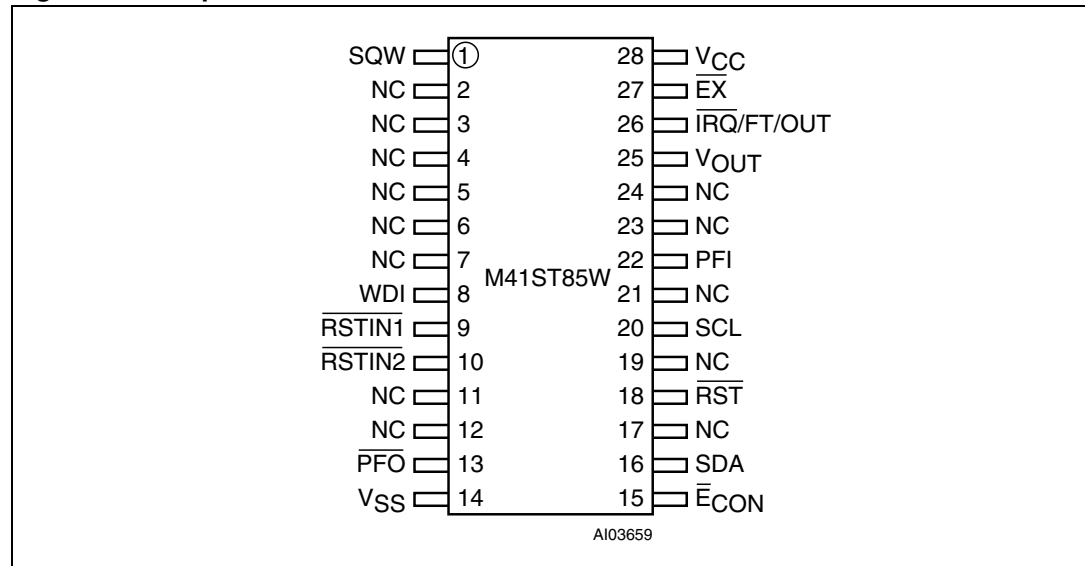 SQW 1 28 VCC
NC 2 27 EX
NC 3 26 IRQ/FT/OUT
NC 4 25 VOUT
NC 5 24 NC
NC 6 23 NC
NC 7 22 PFI
M41ST85W
WDI 8 21 NC
RSTIN1 9 20 SCL
RSTIN2 10 19 NC
NC 11 18 RST
NC 12 17 NC
PFO 13 16 SDA
VSS 14 15 ECON
AI03659